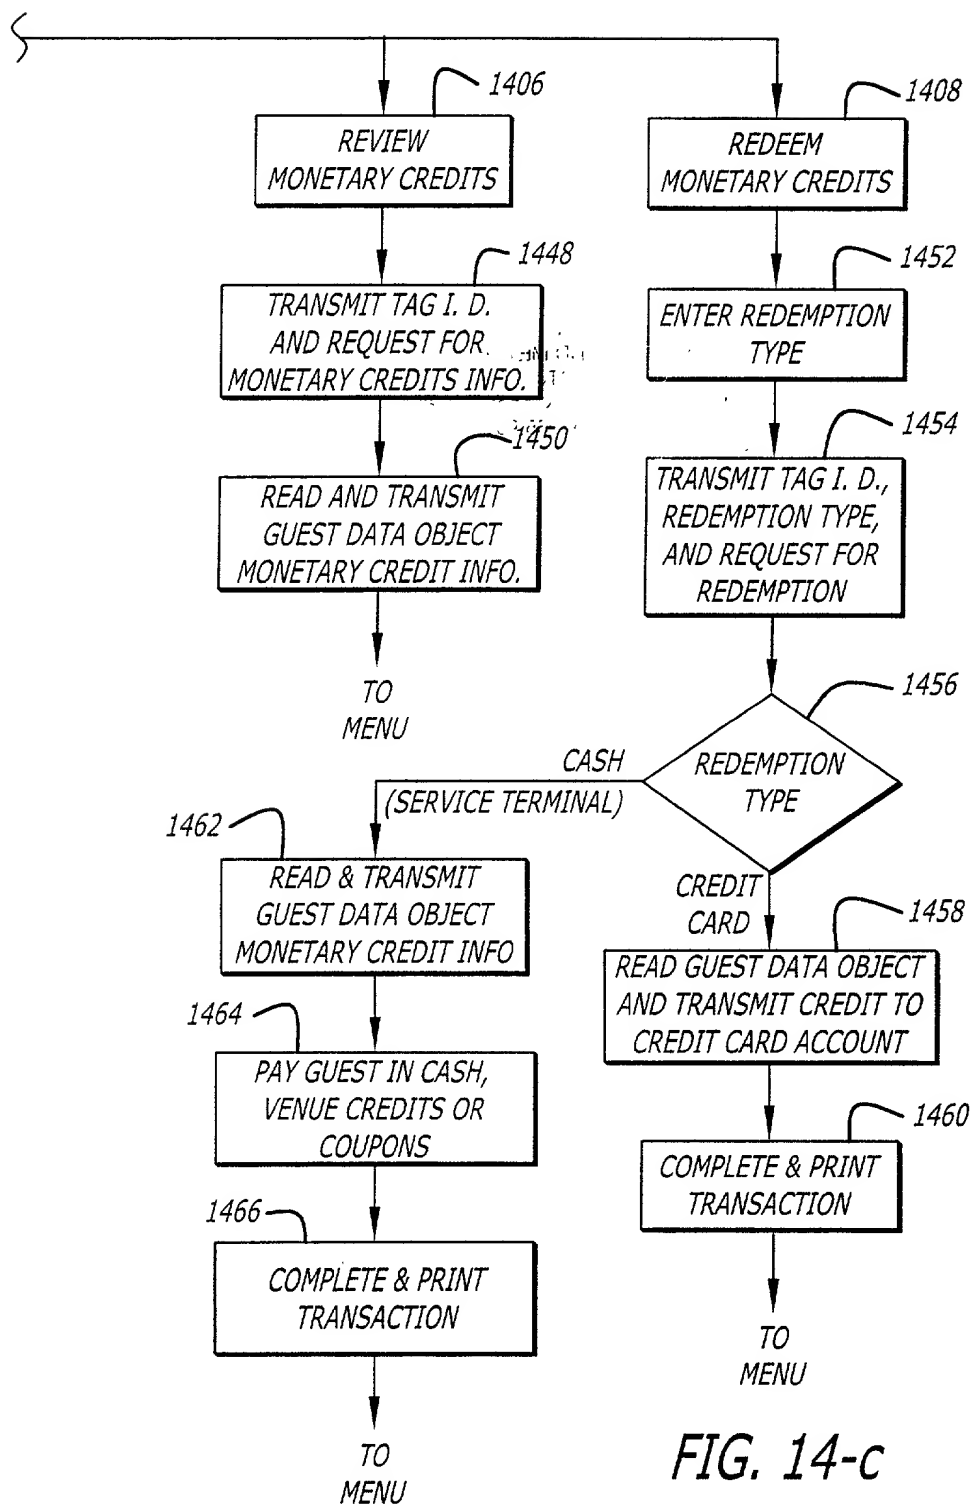 1406
REVIEW
MONETARY CREDITS
1448
TRANSMIT TAG I. D.
AND REQUEST FOR
MONETARY CREDITS INFO.
1450
READ AND TRANSMIT
GUEST DATA OBJECT
MONETARY CREDIT INFO.
TO
MENU
1408
REDEEM
MONETARY CREDITS
1452
ENTER REDEMPTION
TYPE
1454
TRANSMIT TAG I. D.,
REDEMPTION TYPE,
AND REQUEST FOR
REDEMPTION
1456
REDEMPTION
TYPE
CASH
(SERVICE TERMINAL)
1462
READ & TRANSMIT
GUEST DATA OBJECT
MONETARY CREDIT INFO
1464
PAY GUEST IN CASH,
VENUE CREDITS OR
COUPONS
1466
COMPLETE & PRINT
TRANSACTION
TO
MENU
CREDIT
CARD
1458
READ GUEST DATA OBJECT
AND TRANSMIT CREDIT TO
CREDIT CARD ACCOUNT
1460
COMPLETE & PRINT
TRANSACTION
TO
MENU
FIG. 14-c